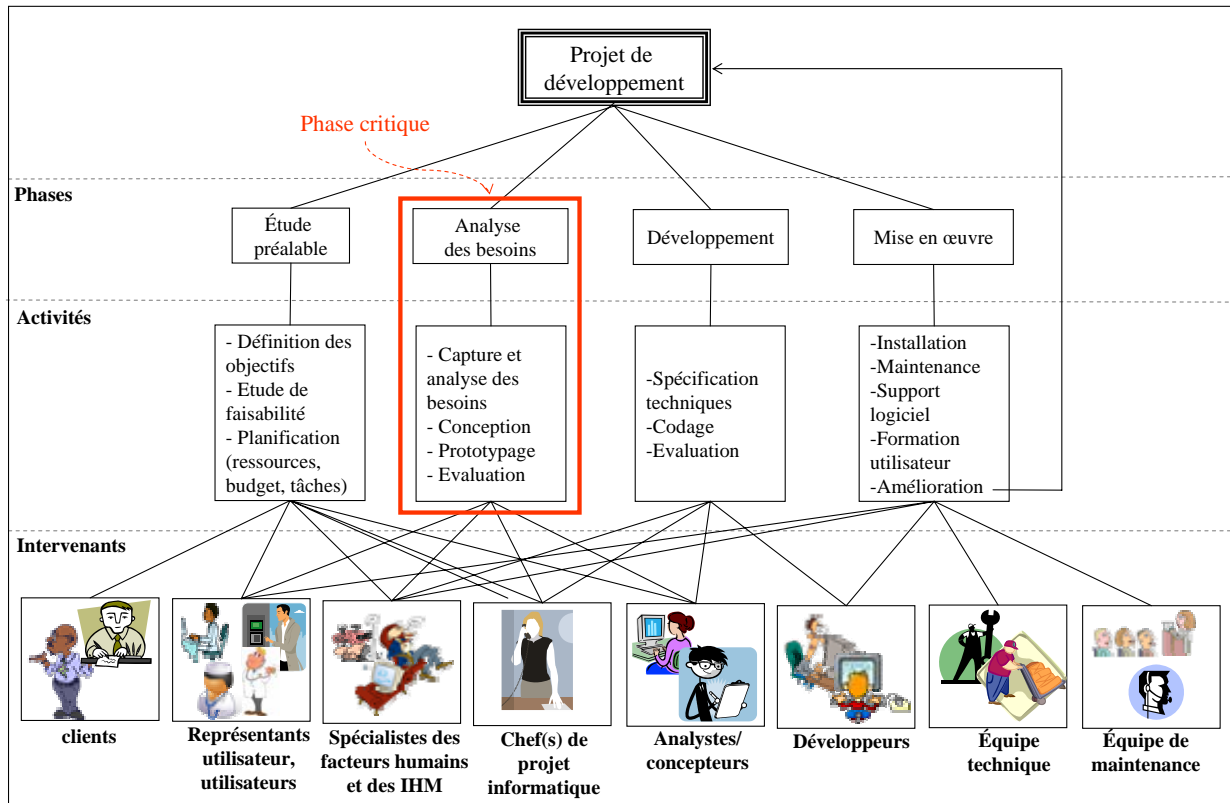 Projet de
développement
Phase critique
Phases
Étude
préalable
Analyse
des besoins
Développement
Mise en œuvre
Activités
- Définition des
objectifs
- Etude de
faisabilité
- Planification
(ressources,
budget, tâches)
- Capture et
analyse des
besoins
- Conception
- Prototypage
- Evaluation
-Spécification
techniques
-Codage
-Evaluation
-Installation
-Maintenance
-Support
logiciel
-Formation
utilisateur
-Amélioration
Intervenants
clients
Représentants
utilisateur,
utilisateurs
Spécialistes des
facteurs humains
et des IHM
Chef(s) de
projet
informatique
Analystes/
concepteurs
Développeurs
Équipe
technique
Équipe de
maintenance